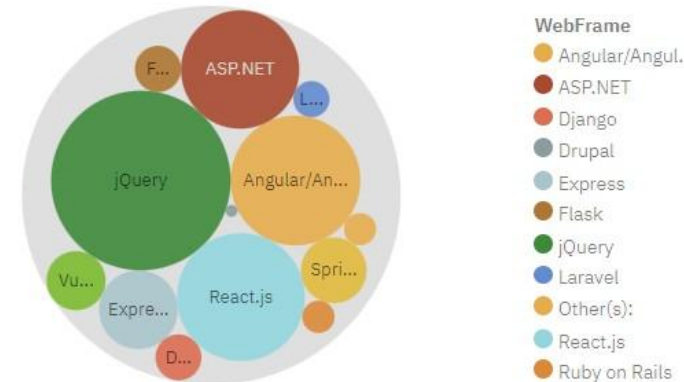 F...
ASP.NET
L...
jQuery
Angular/An...
Vu...
Expre...
React.js
Spri...
D...
WebFrame
Angular/Angul.
ASP.NET
Django
Drupal
Express
Flask
jQuery
Laravel
Other(s):
React.js
Ruby on Rails